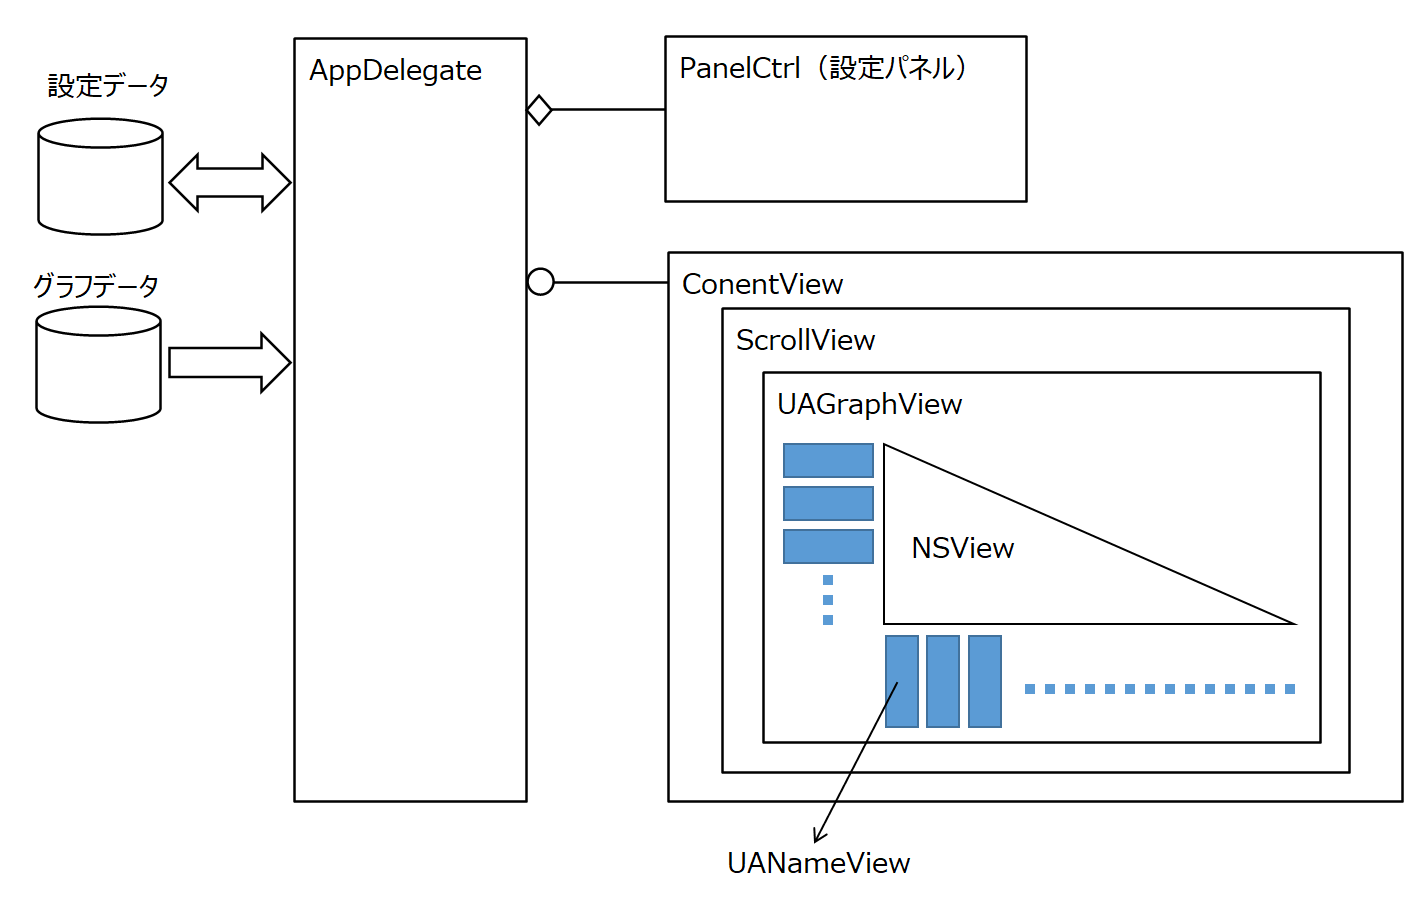 設定データ
グラフデータ
AppDelegate
PanelCtrl（設定パネル）
ConentView
ScrollView
UAGraphView
NSView
UANameView